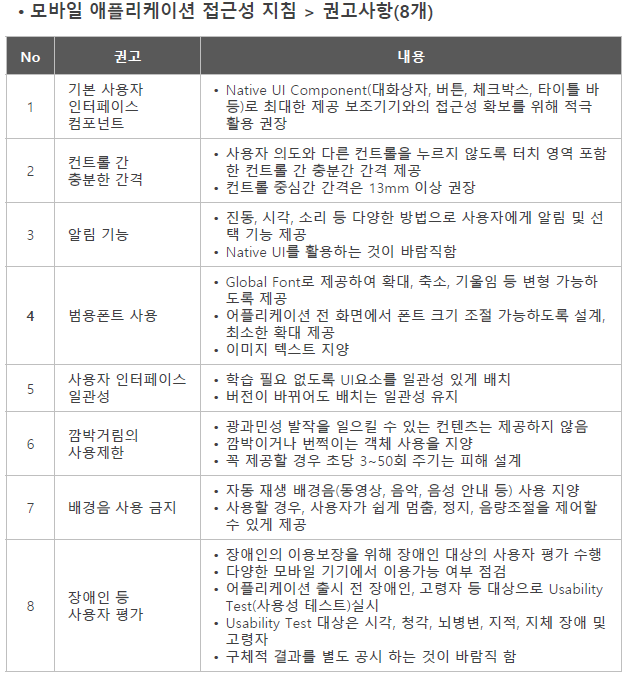 • 모바일 애플리케이션 접근성 지침 > 권고사항(8개)
No 권고 내용
1 기본 사용자
인터페이스
컴포넌트
• Native UI Component(대화상자, 버튼, 체크박스, 타이틀 바
등)로 최대한 제공 보조기기와의 접근성 확보를 위해 적극
활용 권장
2 컨트롤 간
충분한 간격
• 사용자 의도와 다른 컨트롤을 누르지 않도록 터치 영역 포함
한 컨트롤 간 충분간 간격 제공
• 컨트롤 중심간 간격은 13mm 이상 권장
3 알림 기능
• 진동, 시각, 소리 등 다양한 방법으로 사용자에게 알림 및 선
택 기능 제공
• Native UI를 활용하는 것이 바람직함
4 범용폰트 사용
• Global Font로 제공하여 확대, 축소, 기울임 등 변형 가능하
도록 제공
• 어플리케이션 전 화면에서 폰트 크기 조절 가능하도록 설계,
최소한 확대 제공
• 이미지 텍스트 지양
5 사용자 인터페이스
일관성
• 학습 필요 없도록 UI요소를 일관성 있게 배치
• 버전이 바뀌어도 배치는 일관성 유지
6 깜박거림의
사용제한
• 광과민성 발작을 일으킬 수 있는 컨텐츠는 제공하지 않음
• 깜박이거나 번쩍이는 객체 사용을 지양
• 꼭 제공할 경우 초당 3~50회 주기는 피해 설계
7 배경음 사용 금지
• 자동 재생 배경음(동영상, 음악, 음성 안내 등) 사용 지양
• 사용할 경우, 사용자가 쉽게 멈춤, 정지, 음량조절을 제어할
수 있게 제공
8 장애인 등
사용자 평가
• 장애인의 이용보장을 위해 장애인 대상의 사용자 평가 수행
• 다양한 모바일 기기에서 이용가능 여부 점검
• 어플리케이션 출시 전 장애인, 고령자 등 대상으로 Usability
Test(사용성 테스트)실시
• Usability Test 대상은 시각, 청각, 뇌병변, 지적, 지체 장애 및
고령자
• 구체적 결과를 별도 공시 하는 것이 바람직 함